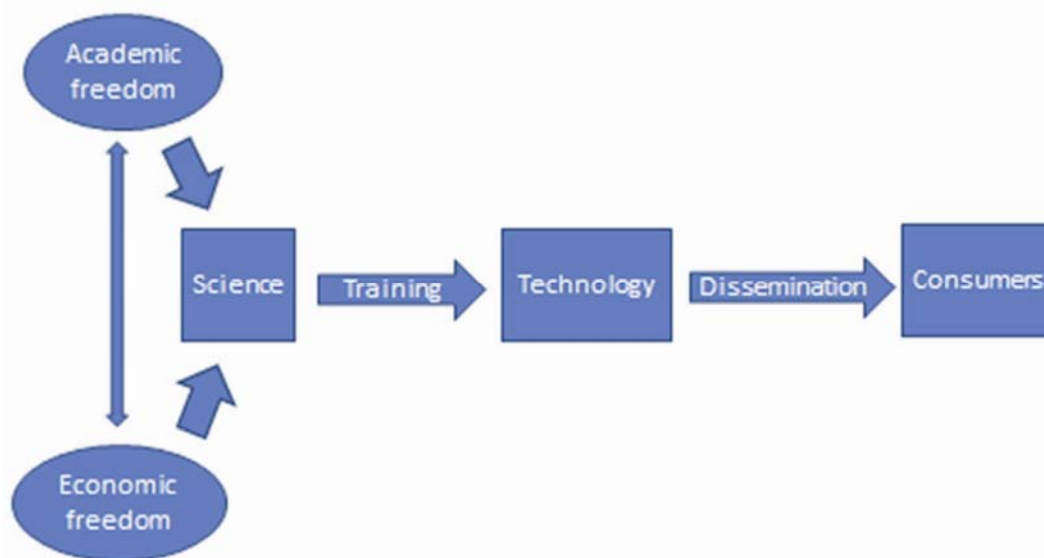 Academic
freedom
Science
Training
Technology
Dissemination
Consumers
Economic
freedom